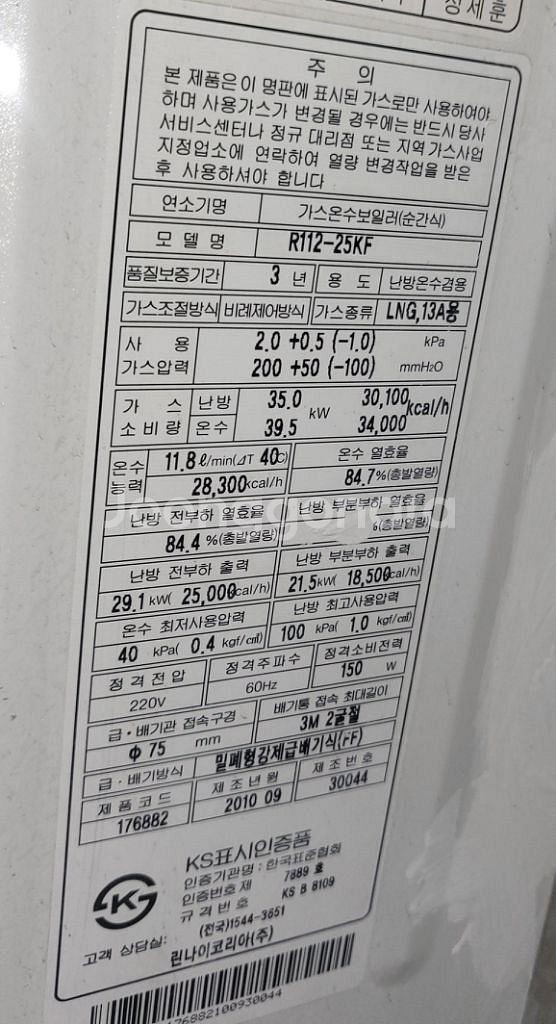 장세훈
주 의
본 제품은 이 명판에 표시된 가스로만 사용하여야
하며 사용가스가 변경될 경우에는 반드시 당사
서비스센터나 정규 대리점 또는 지역 가스사업
지정업소에 연락하여 열량 변경작업을 받은
후 사용하셔야 합니다
연소기명 가스온수보일러(순간식)
모델명 R112-25KF
품질보증기간 3 년 용 도 난방온수겸용
가스조절방식 비례제어방식 가스종류 LNG,13A용
사 용 가스압력 2.0 +0.5 (-1.0) kPa
200 +50 (-100) mmH2O
가 스 소비량 난방 35.0 kW 30,100 kcal/h
온수 39.5 34,000
온수 능력 11.8ℓ/min(⊿T 40℃) 온수 열효율
28,300kcal/h 84.7%(총발열량)
난방 전부하 열효율 난방 부분부하 열효율
84.4 %(총발열량) %(총발열량)
난방 전부하 출력 난방 부분부하 출력
29.1 kW( 25,000kcal/h) 21.5kW( 18,500kcal/h)
온수 최저사용압력 난방 최고사용압력
40 kPa( 0.4 kgf/㎠) 100 kPa( 1.0 kgf/㎠)
정격전압 정격주파수 정격소비전력
220V 60Hz 150 W
급·배기관 접속구경 배기통 접속 최대길이
Φ 75 mm 3M 2굴절
급·배기방식 밀폐형강제급배기식(FF)
제품코드 제조년월 제조번호
176882 2010 09 30044
KS표시인증품
인증기관명 : 한국표준협회
인증번호 제 7889 호
규격번호 KS B 8109
고객 상담실: (전국)1544-3651
린나이코리아(주)
176882100930044